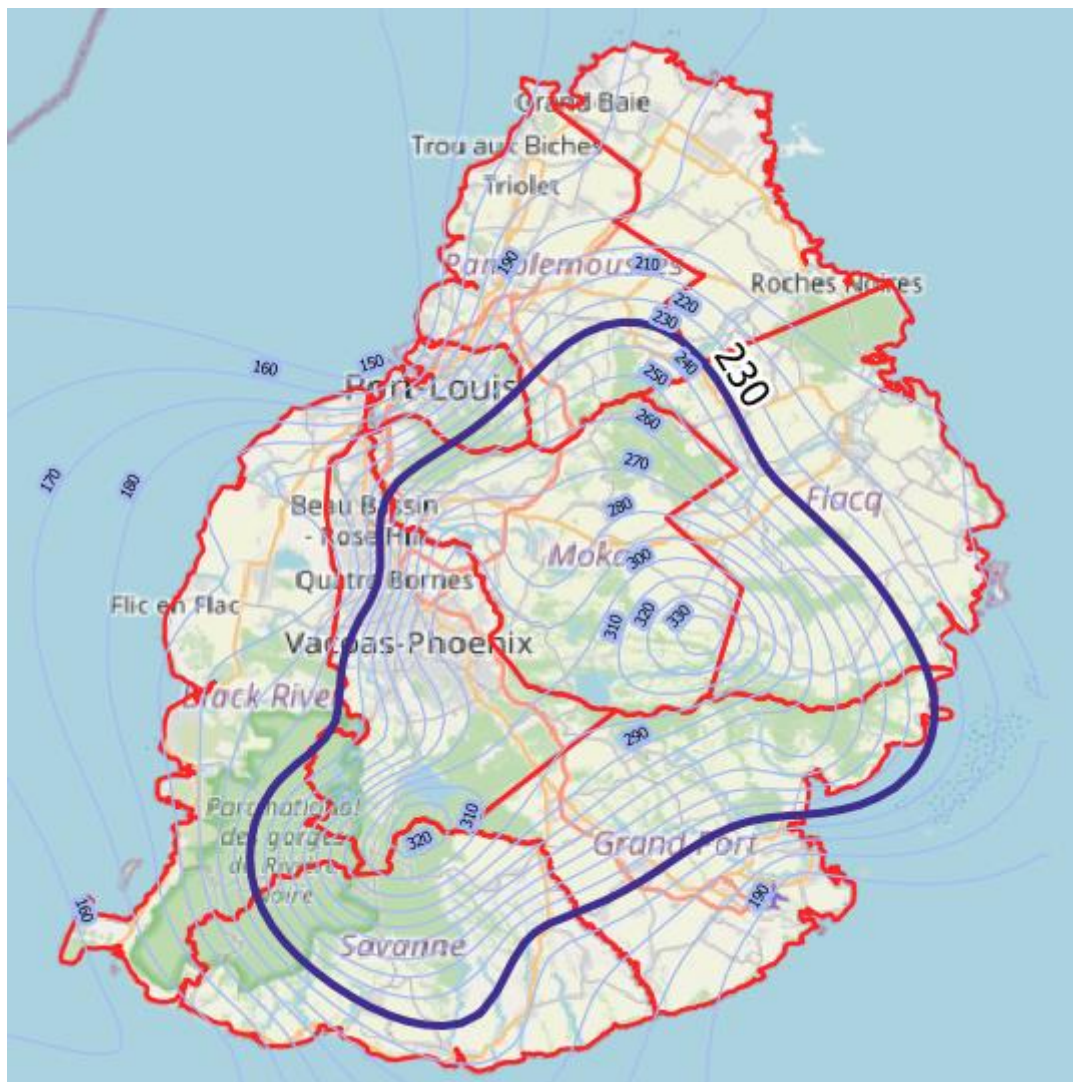 Grand Baie
Trou aux Biches
Triolet
190
Pamplemousses
210
Roches Noires
220
230
150
160
240
230
250
Port-Louis
260
270
170
180
280
Beau Bassin
- Rose Hill
Flacq
Moka
300
Quatre Bornes
Flic en Flac
310
320
330
Vacoas-Phoenix
Black River
290
Parc national
des gorges
de Rivière
Noire
310
320
Grand Port
190
160
Savanne